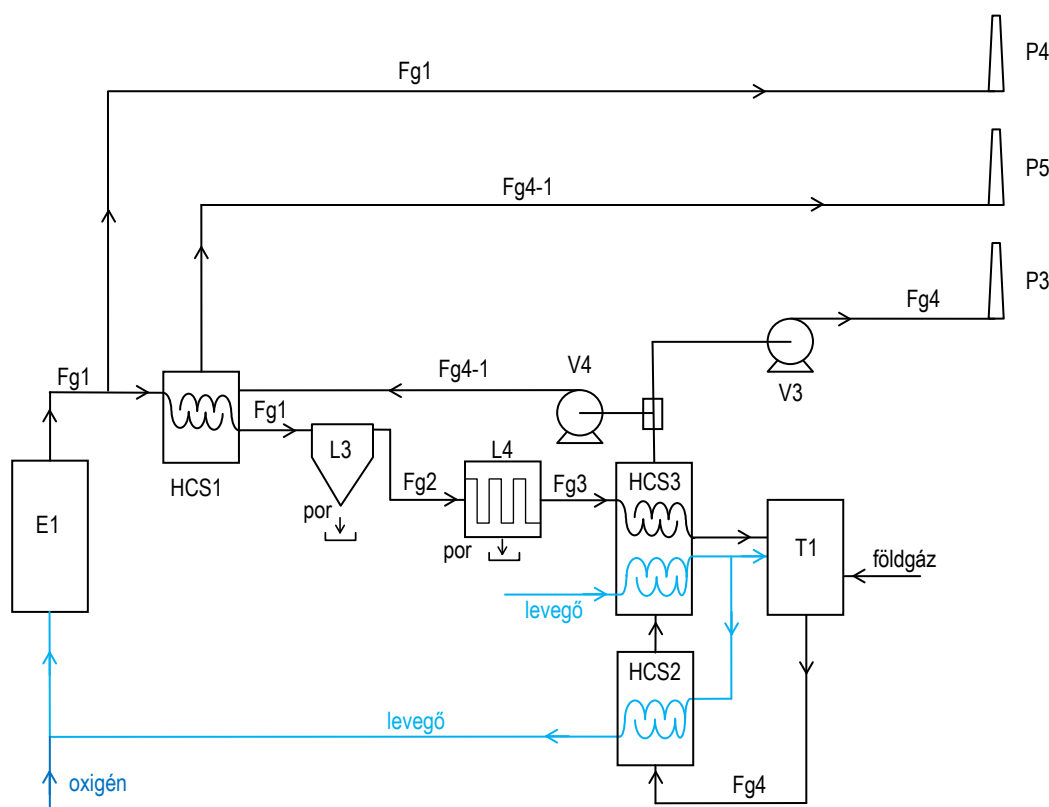 P4
Fg1
P5
Fg4-1
P3
Fg4
V4
V3
Fg1
Fg4-1
Fg1
L3
L4
HCS1
Fg2
Fg3
HCS3
por
por
E1
T1
földgáz
levegő
HCS2
levegő
oxigén
Fg4